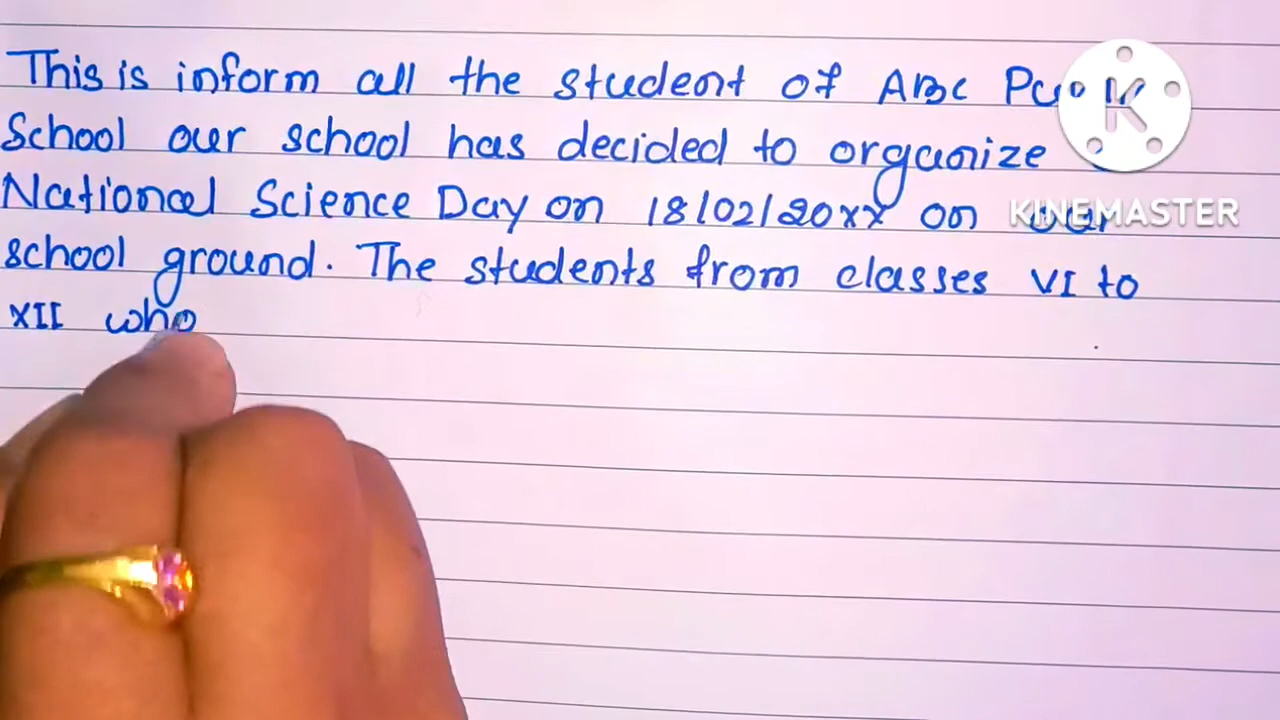 This is inform all the student of ABC
School our school has decided to organize
National Science Day on 18/02/20xx on our
school ground. The students from classes VI to
XII who
K
KINEMASTER